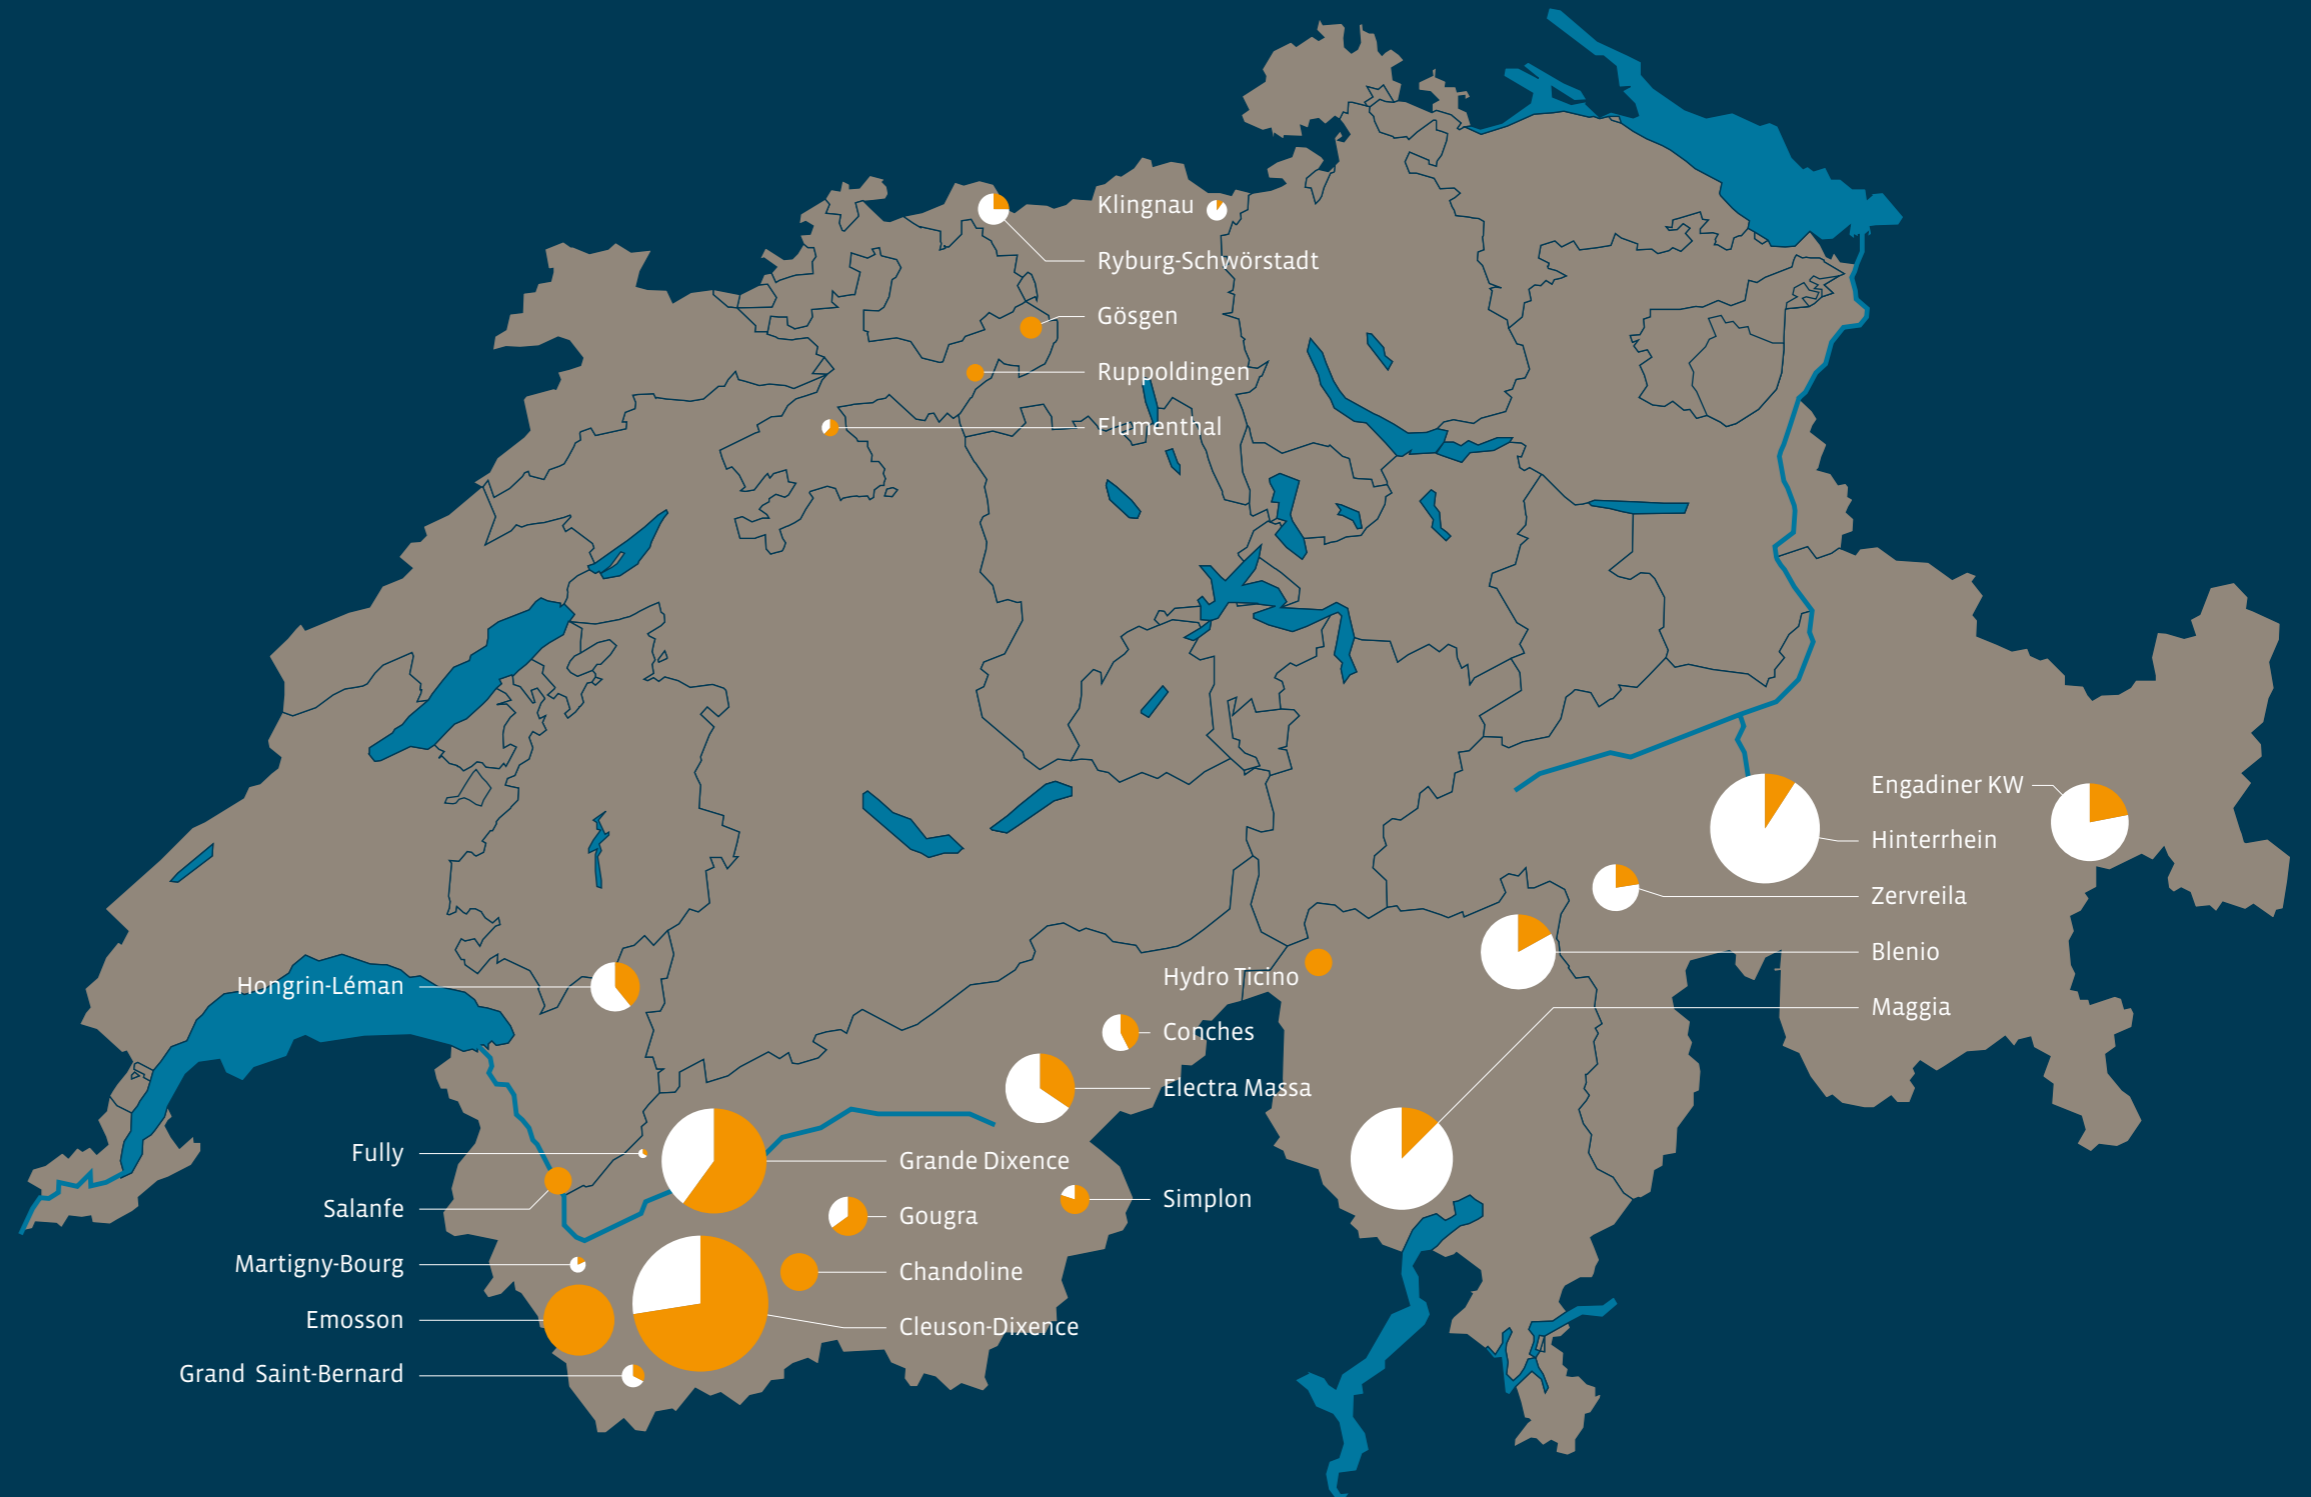 Klingnau
Ryburg-Schwörstadt
Gösgen
Ruppoldingen
Flumenthal
Engadiner KW
Hinterrhein
Zervreila
Blenio
Maggia
Hongrin-Léman
Hydro Ticino
Conches
Electra Massa
Fully
Grande Dixence
Simplon
Salanfe
Gougra
Martigny-Bourg
Chandoline
Emosson
Cleuson-Dixence
Grand Saint-Bernard